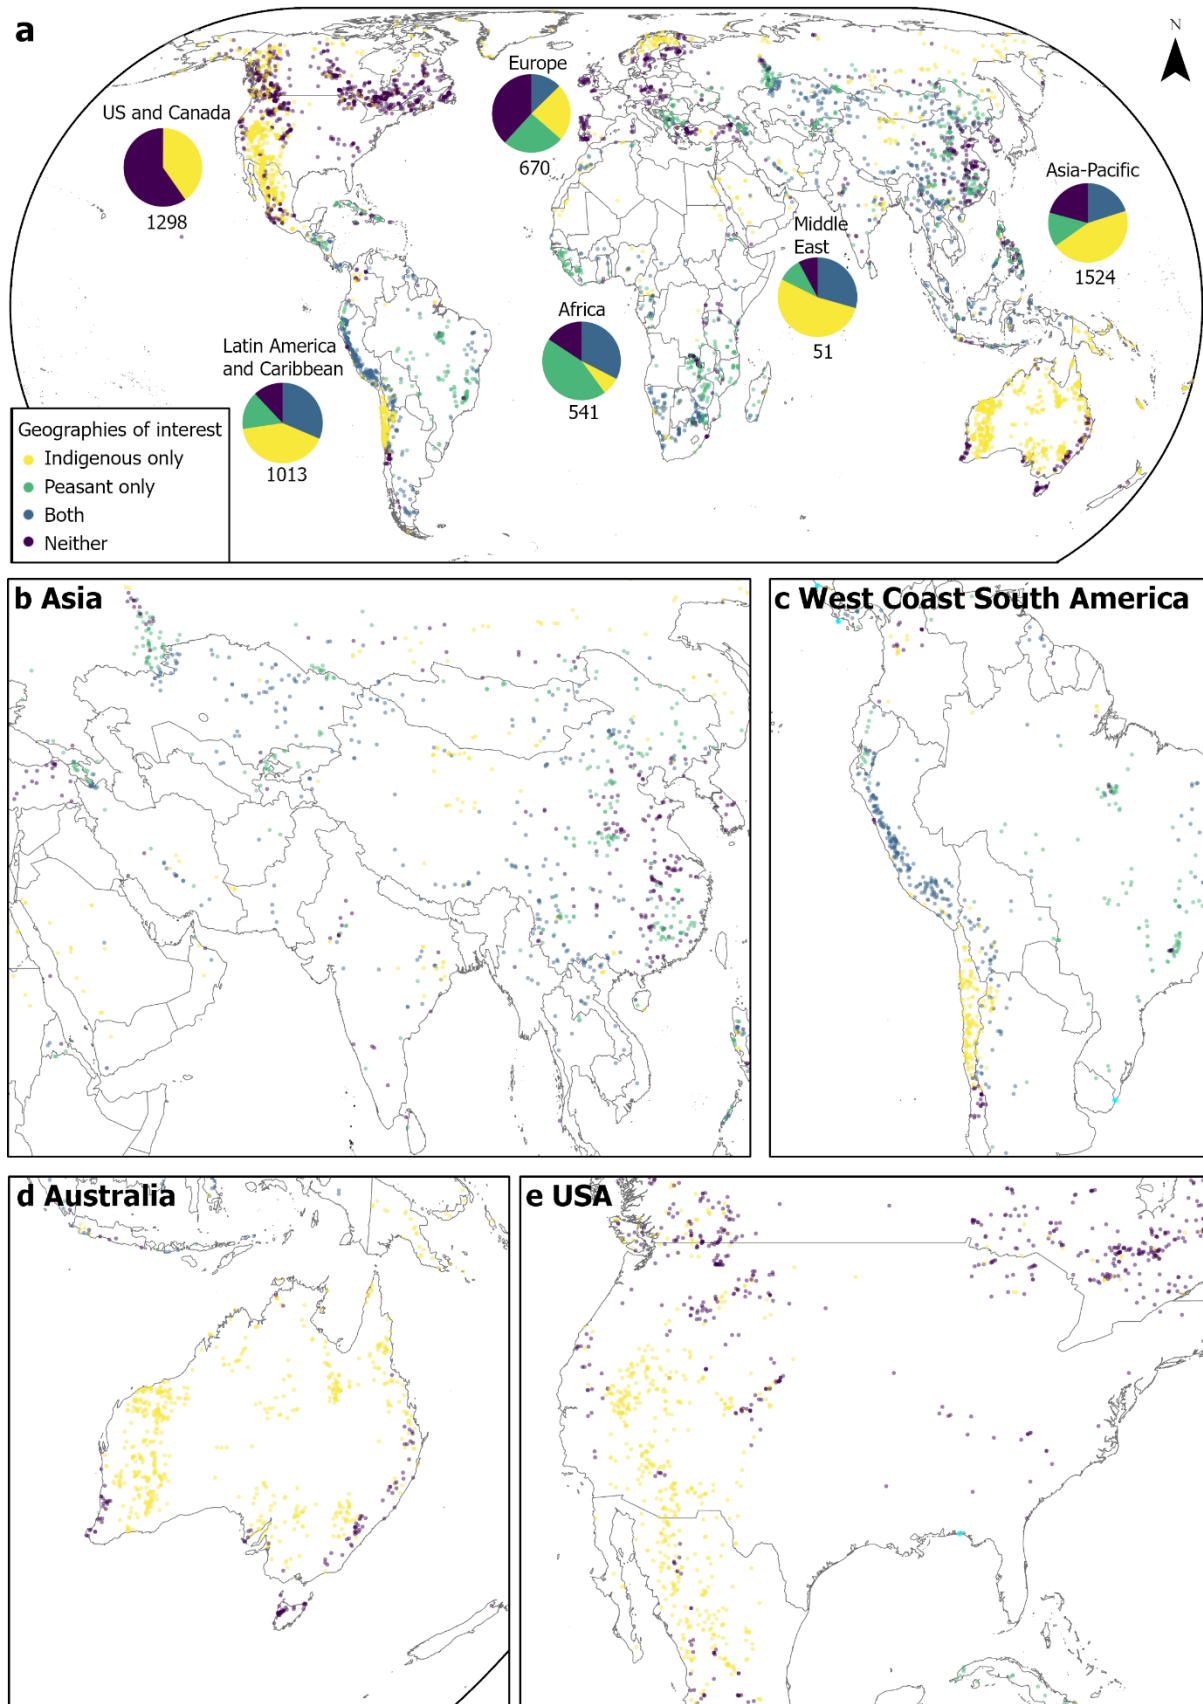 a
N
US and Canada
1298
Europe
670
Asia-Pacific
1524
Middle
East
51
Africa
541
Latin America
and Caribbean
1013
Geographies of interest
Indigenous only
Peasant only
Both
Neither
b Asia
c West Coast South America
d Australia
e USA